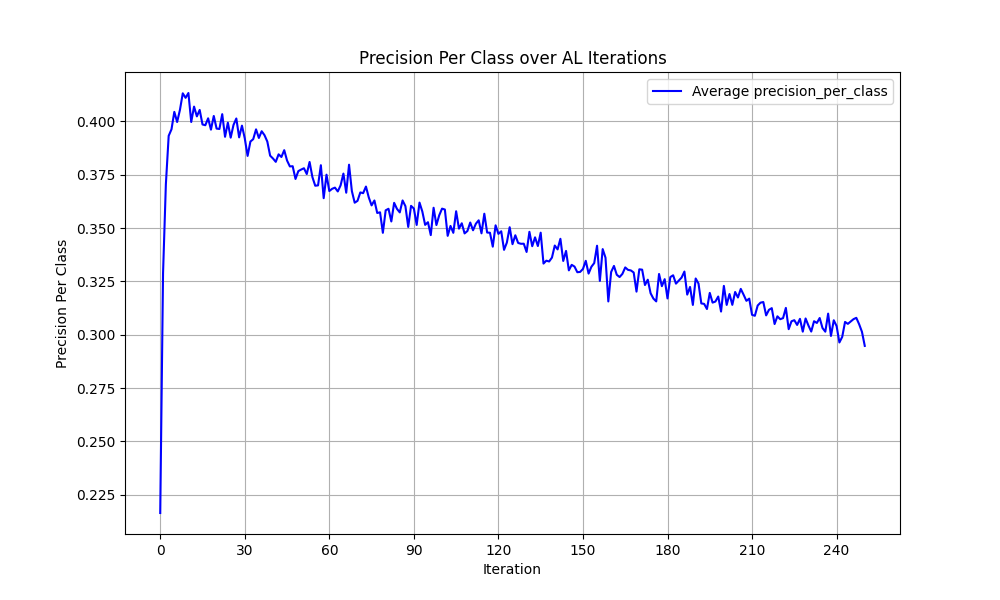 Precision Per Class over AL Iterations
Average precision_per_class
Precision Per Class
0.400
0.375
0.350
0.325
0.300
0.275
0.250
0.225
0 30 60 90 120 150 180 210 240
Iteration